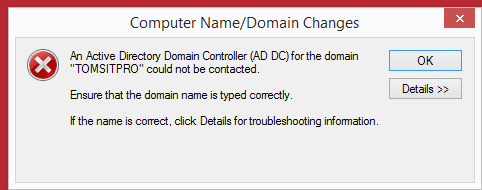 Computer Name/Domain Changes
An Active Directory Domain Controller (AD DC) for the domain
"TOMSITPRO" could not be contacted.
Ensure that the domain name is typed correctly.
If the name is correct, click Details for troubleshooting information.
OK
Details >>